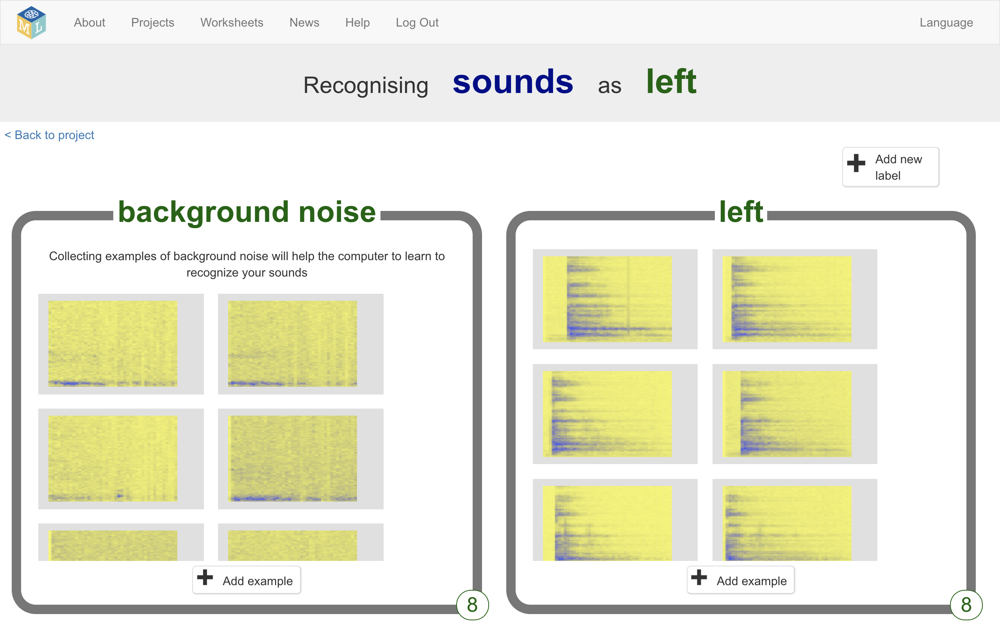 M L
About Projects Worksheets News Help Log Out Language
Recognising sounds as left
< Back to project
Add new
label
background noise
Collecting examples of background noise will help the computer to learn to
recognize your sounds
Add example
8
left
Add example
8